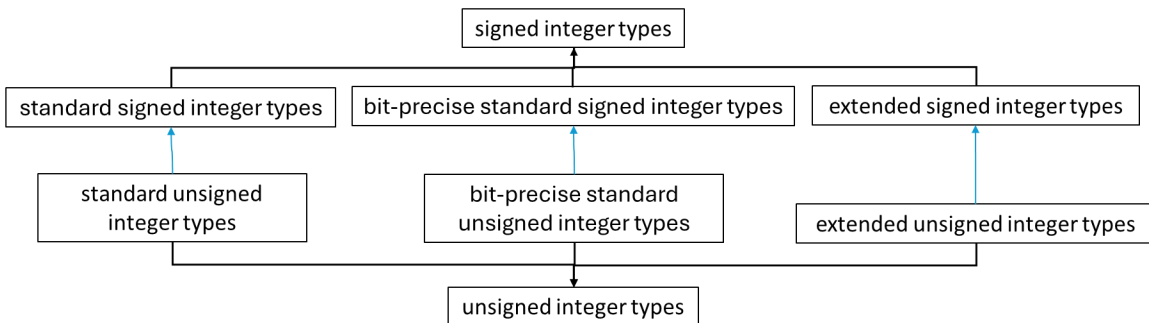 signed integer types
standard signed integer types
bit-precise standard signed integer types
extended signed integer types
standard unsigned
integer types
bit-precise standard
unsigned integer types
extended unsigned integer types
unsigned integer types